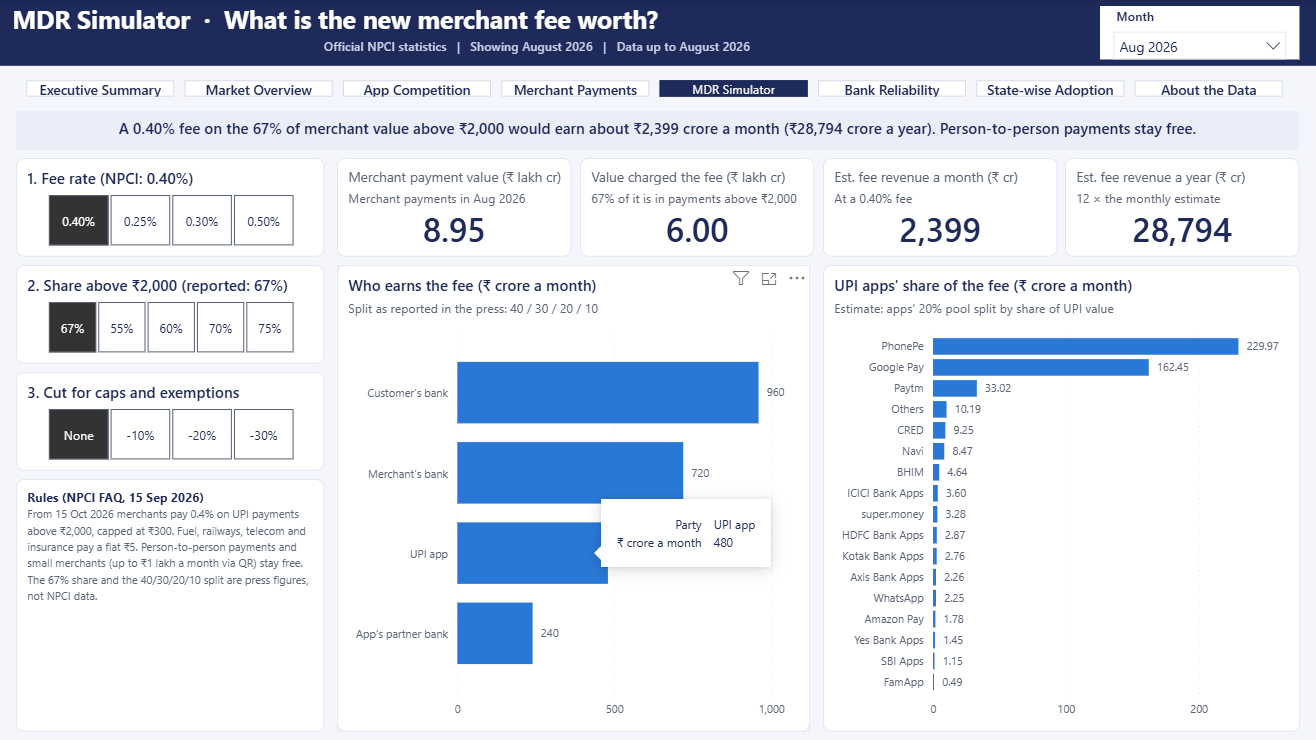 MDR Simulator · What is the new merchant fee worth?
Official NPCI statistics | Showing August 2026 | Data up to August 2026
Month
Aug 2026
Executive Summary
Market Overview
App Competition
Merchant Payments
MDR Simulator
Bank Reliability
State-wise Adoption
About the Data
A 0.40% fee on the 67% of merchant value above ₹2,000 would earn about ₹2,399 crore a month (₹28,794 crore a year). Person-to-person payments stay free.
1. Fee rate (NPCI: 0.40%)
0.40% 0.25% 0.30% 0.50%
2. Share above ₹2,000 (reported: 67%)
67% 55% 60% 70% 75%
3. Cut for caps and exemptions
None -10% -20% -30%
Rules (NPCI FAQ, 15 Sep 2026)
From 15 Oct 2026 merchants pay 0.4% on UPI payments
above ₹2,000, capped at ₹300. Fuel, railways, telecom and
insurance pay a flat ₹5. Person-to-person payments and
small merchants (up to ₹1 lakh a month via QR) stay free.
The 67% share and the 40/30/20/10 split are press figures,
not NPCI data.
Merchant payment value (₹ lakh cr)
Merchant payments in Aug 2026
8.95
Value charged the fee (₹ lakh cr)
67% of it is in payments above ₹2,000
6.00
Est. fee revenue a month (₹ cr)
At a 0.40% fee
2,399
Est. fee revenue a year (₹ cr)
12 × the monthly estimate
28,794
Who earns the fee (₹ crore a month)
Split as reported in the press: 40 / 30 / 20 / 10
Customer's bank 960
Merchant's bank 720
UPI app
Party UPI app
₹ crore a month 480
App's partner bank 240
0 500 1,000
UPI apps' share of the fee (₹ crore a month)
Estimate: apps' 20% pool split by share of UPI value
PhonePe 229.97
Google Pay 162.45
Paytm 33.02
Others 10.19
CRED 9.25
Navi 8.47
BHIM 4.64
ICICI Bank Apps 3.60
super.money 3.28
HDFC Bank Apps 2.87
Kotak Bank Apps 2.76
Axis Bank Apps 2.26
WhatsApp 2.25
Amazon Pay 1.78
Yes Bank Apps 1.45
SBI Apps 1.15
FamApp 0.49
0 100 200